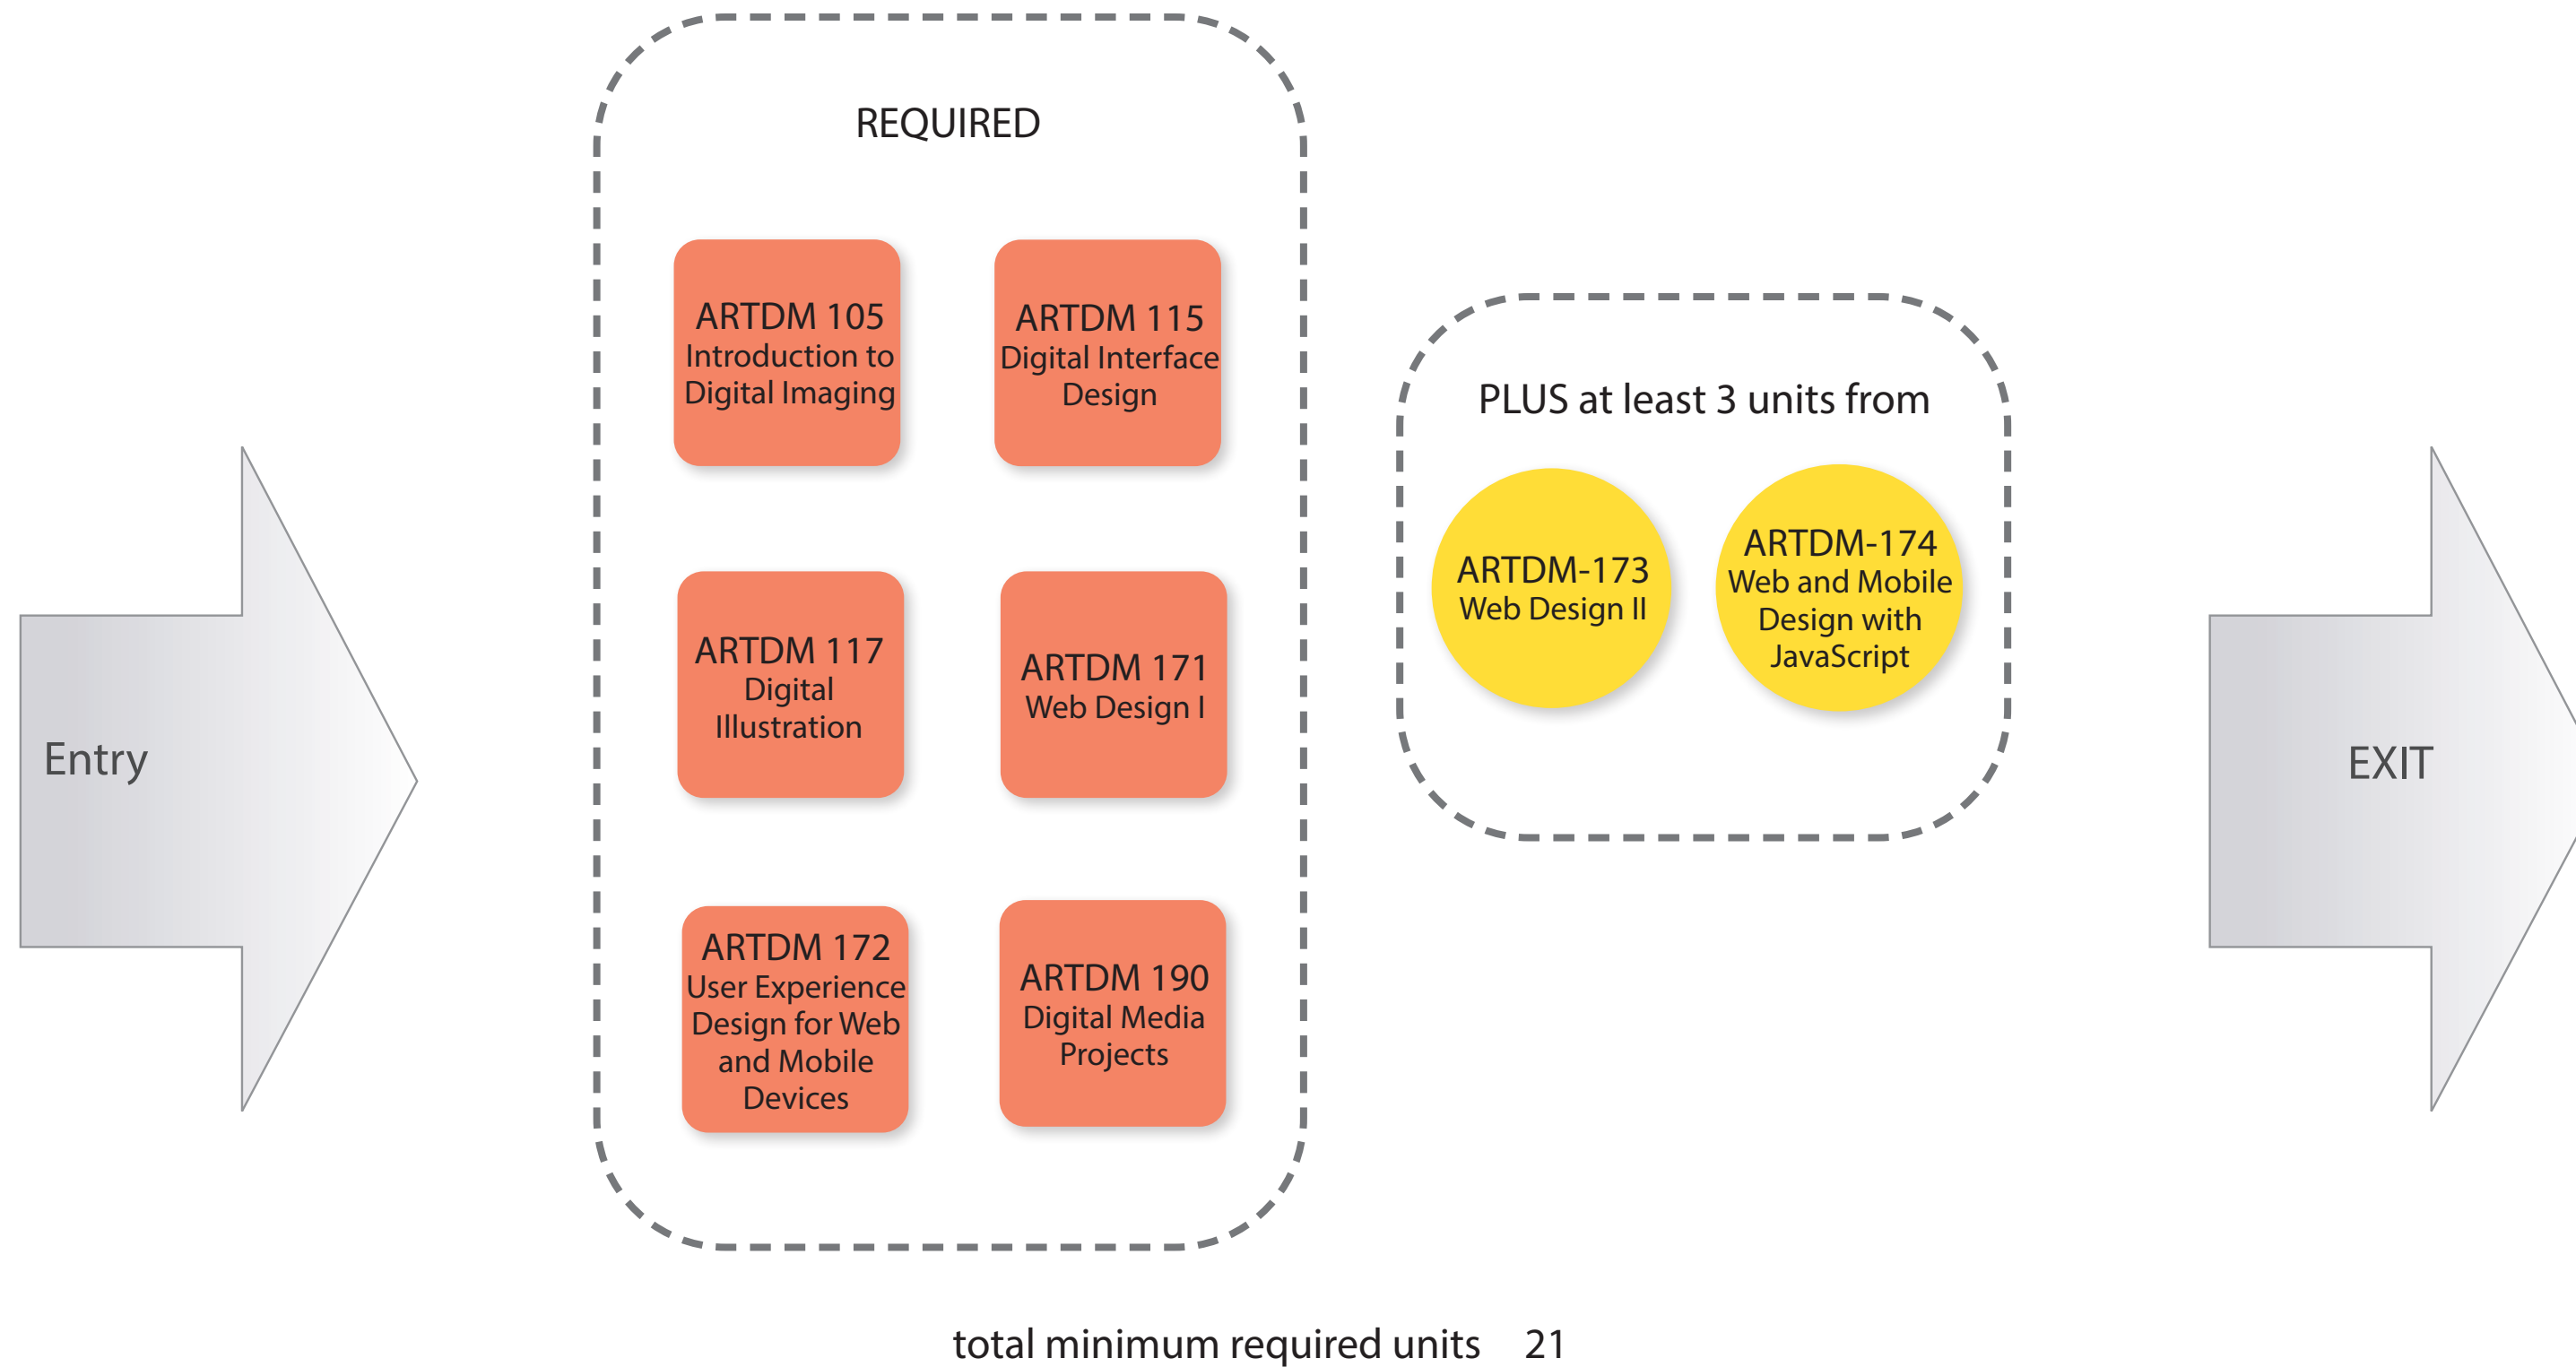 Entry
REQUIRED
ARTDM 105
Introduction to
Digital Imaging
ARTDM 115
Digital Interface
Design
ARTDM 117
Digital
Illustration
ARTDM 171
Web Design I
ARTDM 172
User Experience
Design for Web
and Mobile
Devices
ARTDM 190
Digital Media
Projects
PLUS at least 3 units from
ARTDM-173
Web Design II
ARTDM-174
Web and Mobile
Design with
JavaScript
EXIT
total minimum required units 21